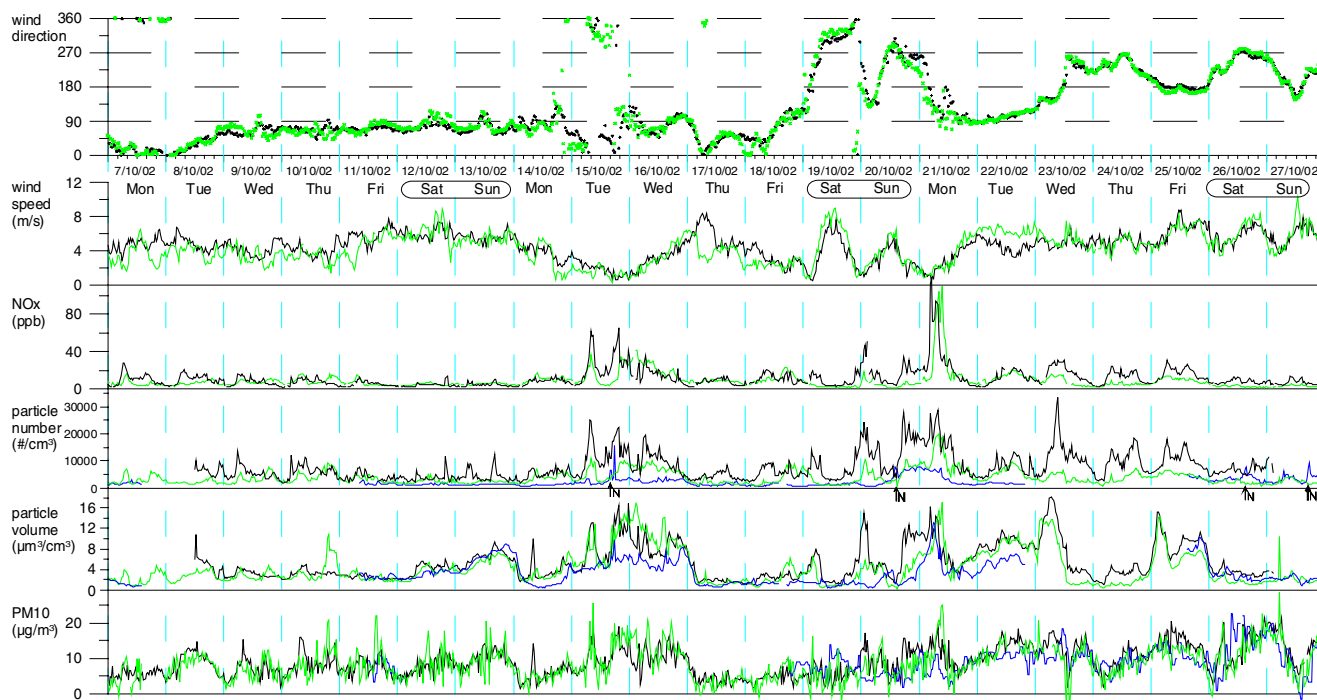 wind direction
360
270
180
90
0
7/10/02 8/10/02 9/10/02 10/10/02 11/10/02 12/10/02 13/10/02 14/10/02 15/10/02 16/10/02 17/10/02 18/10/02 19/10/02 20/10/02 21/10/02 22/10/02 23/10/02 24/10/02 25/10/02 26/10/02 27/10/02
Mon Tue Wed Thu Fri Sat Sun Mon Tue Wed Thu Fri Sat Sun Mon Tue Wed Thu Fri Sat Sun
wind speed (m/s)
12
8
4
0
NOx (ppb)
80
40
0
particle number (#/cm³)
30000
20000
10000
0
N N N N
particle volume (µm³/cm³)
16
12
8
4
0
PM10 (µg/m³)
20
10
0